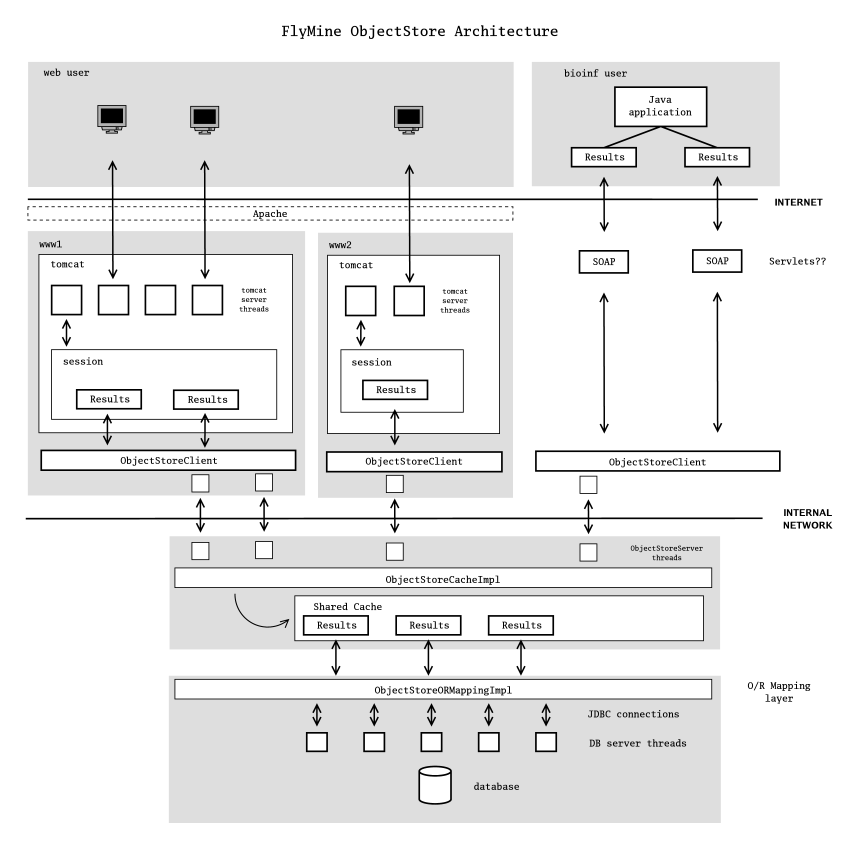 FlyMine ObjectStore Architecture
web user
bioinf user
Java
application
Results
Results
INTERNET
Apache
www1
www2
tomcat
tomcat
SOAP
SOAP
Servlets??
tomcat
server
threads
tomcat
server
threads
session
session
Results
Results
Results
ObjectStoreClient
ObjectStoreClient
ObjectStoreClient
INTERNAL
NETWORK
ObjectStoreServer
threads
ObjectStoreCacheImpl
Shared Cache
Results
Results
Results
ObjectStoreORMappingImpl
O/R Mapping
layer
JDBC connections
DB server threads
database